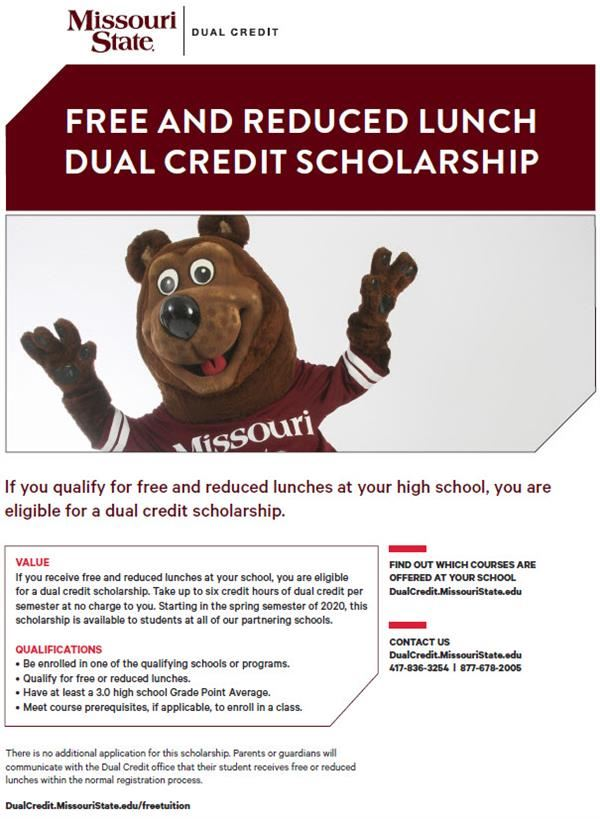 Missouri
State.
DUAL CREDIT
FREE AND REDUCED LUNCH
DUAL CREDIT SCHOLARSHIP
Missouri
If you qualify for free and reduced lunches at your high school, you are
eligible for a dual credit scholarship.
VALUE
If you receive free and reduced lunches at your school, you are eligible
for a dual credit scholarship. Take up to six credit hours of dual credit per
semester at no charge to you. Starting in the spring semester of 2020, this
scholarship is available to students at all of our partnering schools.
QUALIFICATIONS
• Be enrolled in one of the qualifying schools or programs.
• Qualify for free or reduced lunches.
• Have at least a 3.0 high school Grade Point Average.
• Meet course prerequisites, if applicable, to enroll in a class.
FIND OUT WHICH COURSES ARE
OFFERED AT YOUR SCHOOL
DualCredit.MissouriState.edu
CONTACT US
DualCredit.MissouriState.edu
417-836-3254 | 877-678-2005
There is no additional application for this scholarship. Parents or guardians will
communicate with the Dual Credit office that their student receives free or reduced
lunches within the normal registration process.
DualCredit.MissouriState.edu/freetuition